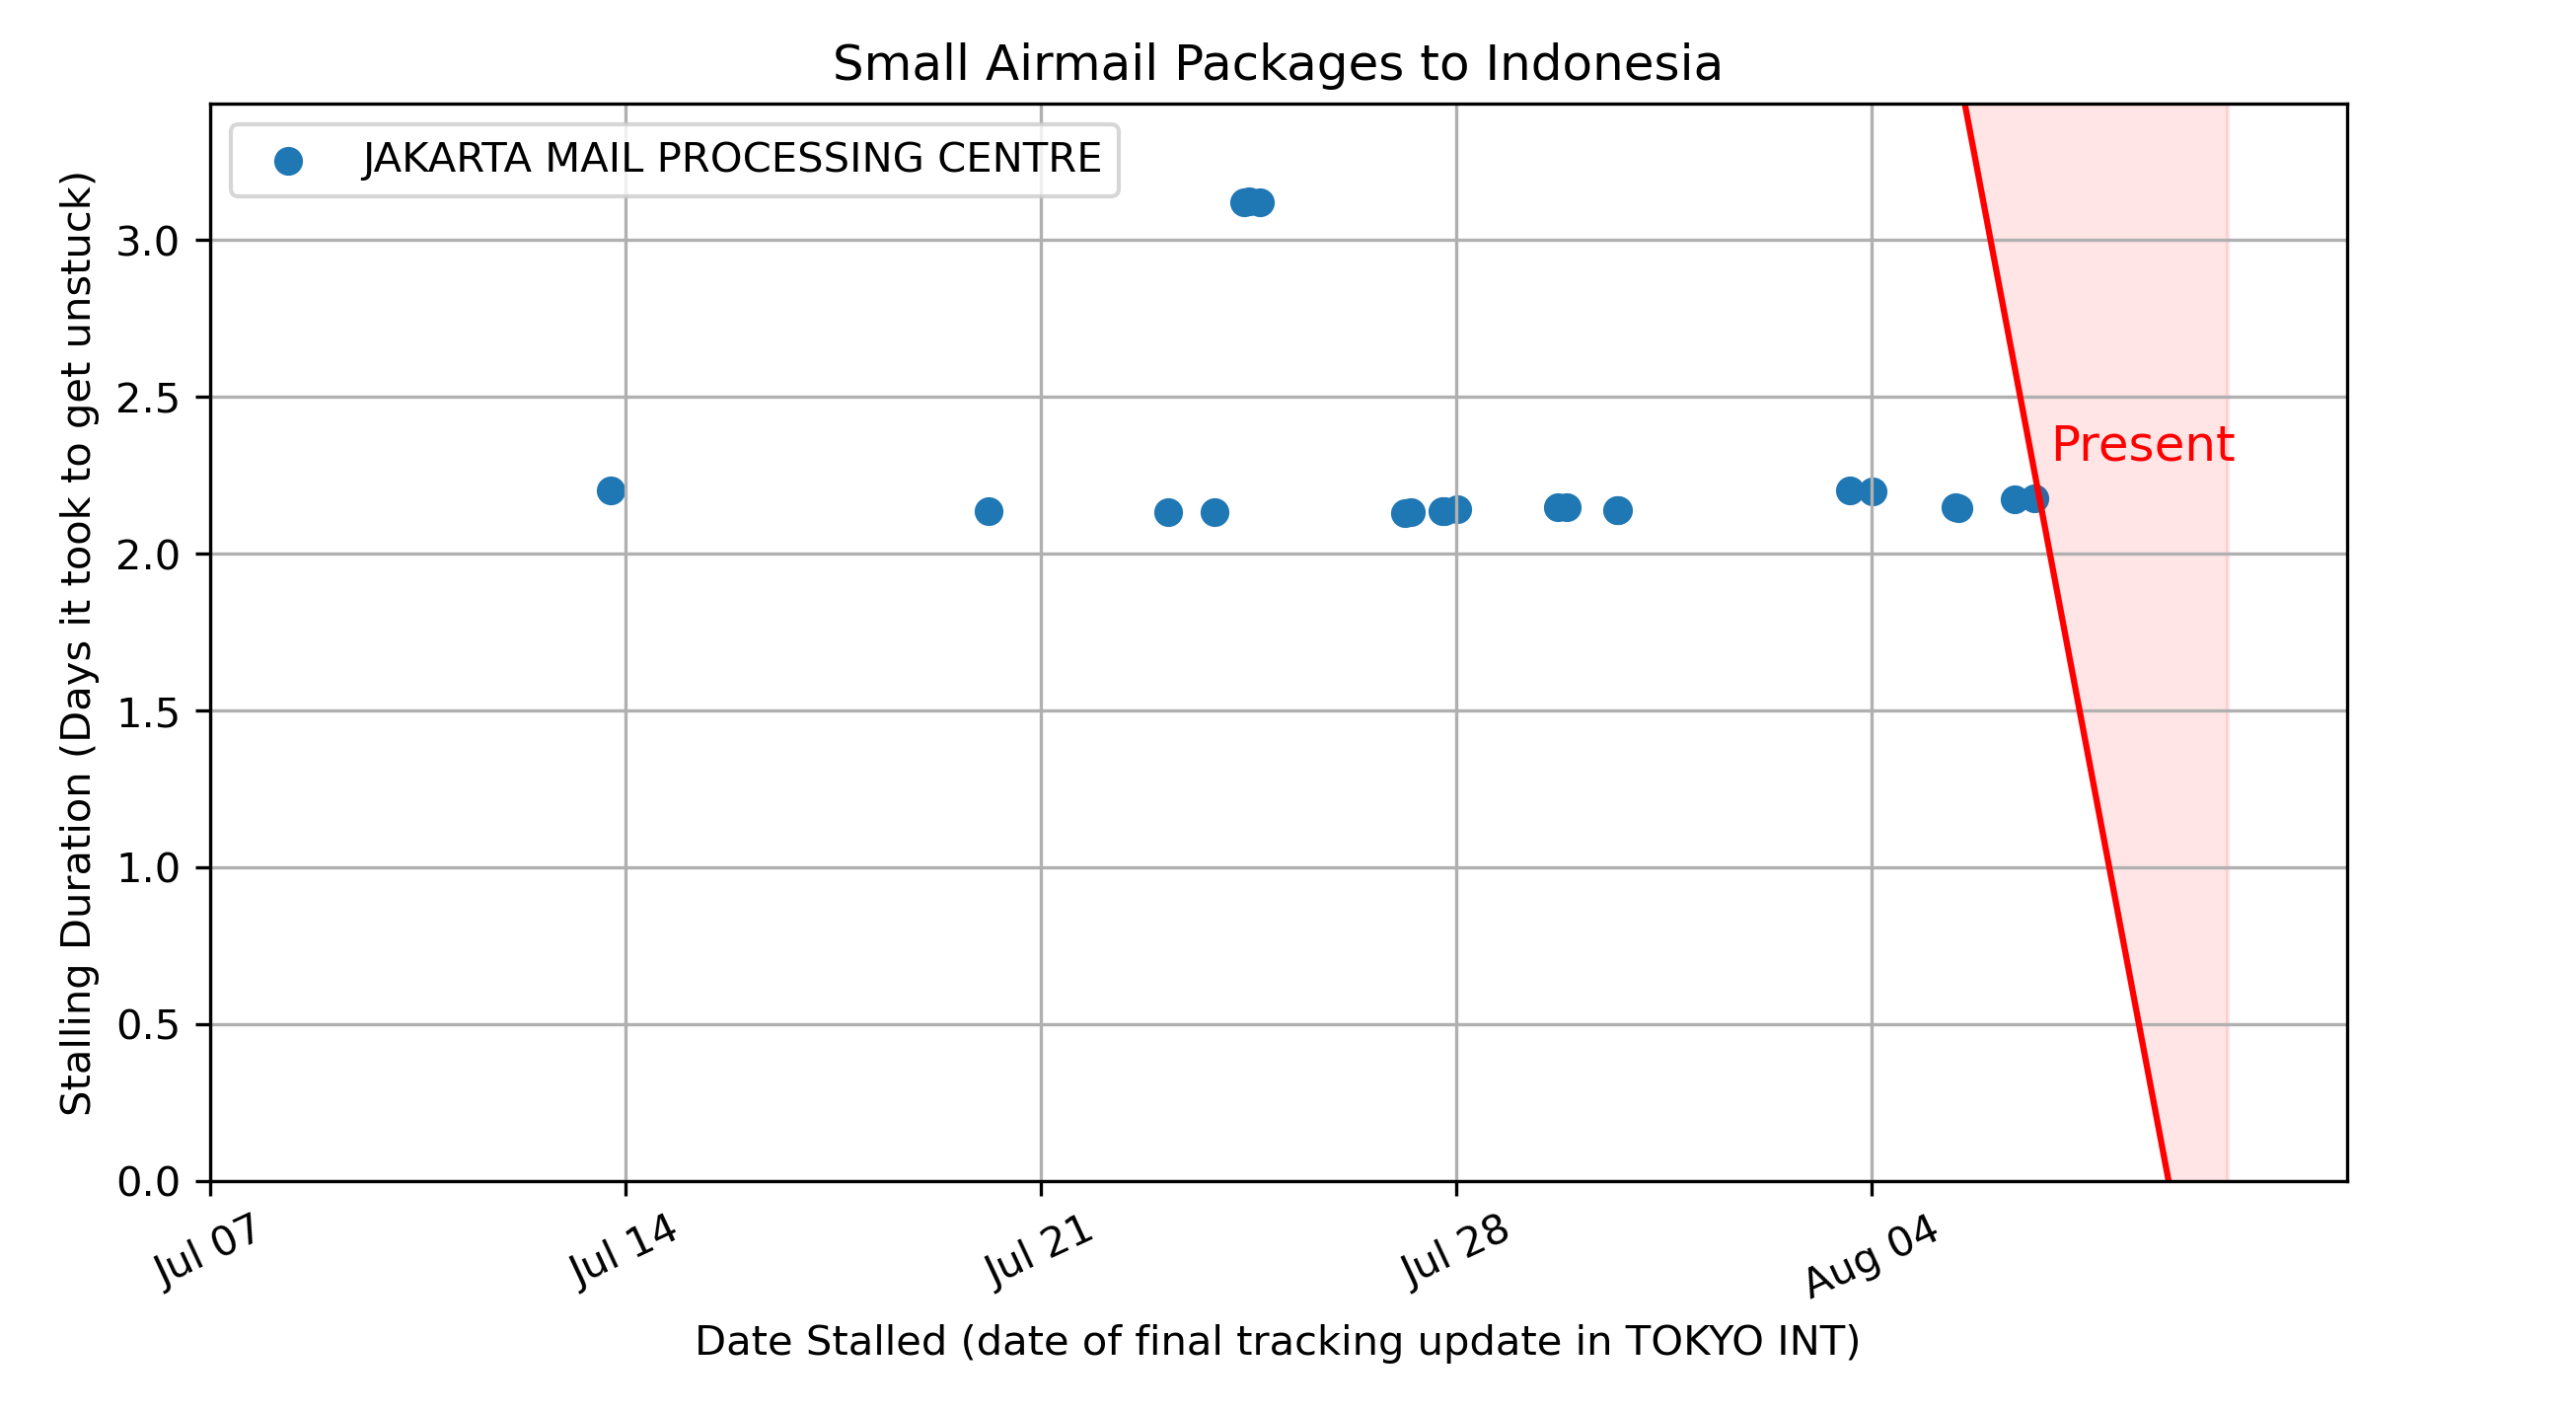 Small Airmail Packages to Indonesia
JAKARTA MAIL PROCESSING CENTRE
Stalling Duration (Days it took to get unstuck)
3.0
2.5
2.0
1.5
1.0
0.5
0.0
Present
Jul 07
Jul 14
Jul 21
Jul 28
Aug 04
Date Stalled (date of final tracking update in TOKYO INT)